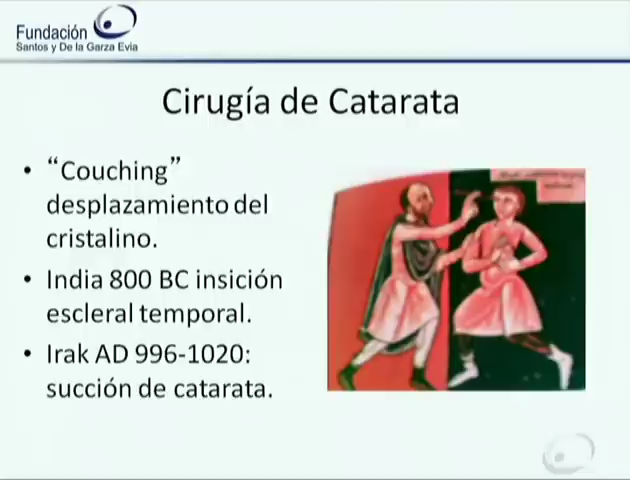 Fundación
Santos y De la Garza Evia
Cirugía de Catarata
• “Couching”
desplazamiento del
cristalino.
• India 800 BC insición
escleral temporal.
• Irak AD 996-1020:
succión de catarata.